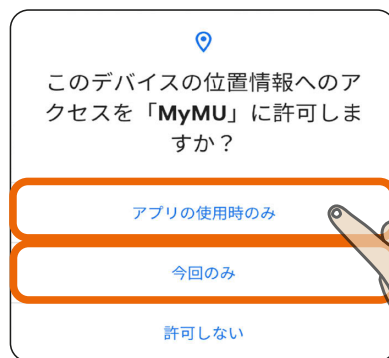 このデバイスの位置情報へのア
クセスを「MyMU」に許可しま
すか？
アプリの使用時のみ
今回のみ
許可しない